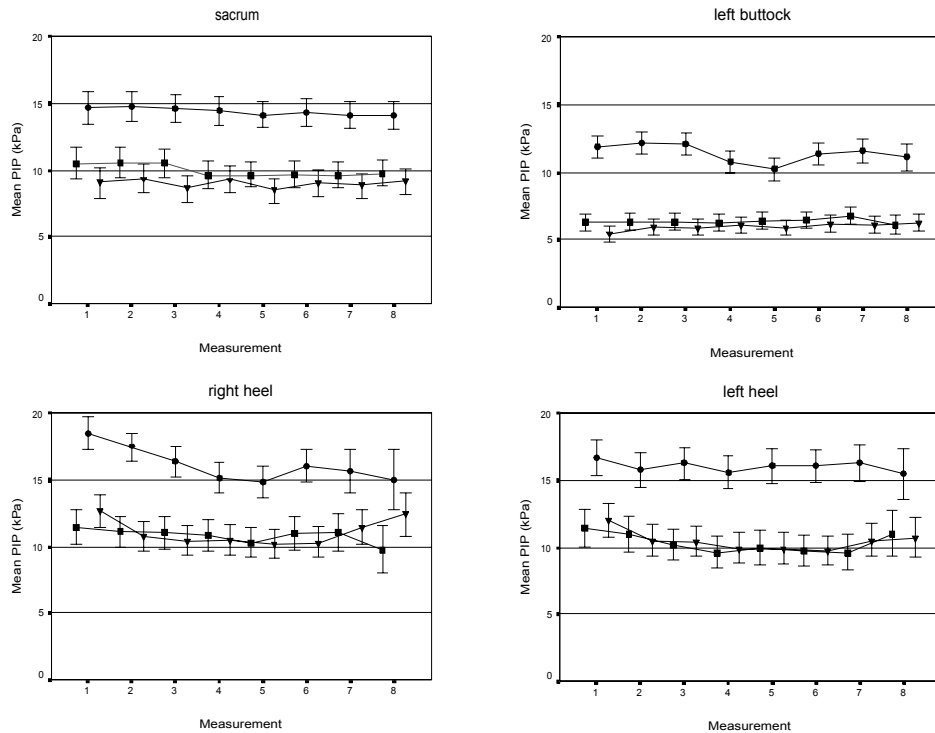 sacrum
Mean PIP (kPa)
20
15
10
5
0
1 2 3 4 5 6 7 8
Measurement
left buttock
Mean PIP (kPa)
20
15
10
5
0
1 2 3 4 5 6 7 8
Measurement
right heel
Mean PIP (kPa)
20
15
10
5
0
1 2 3 4 5 6 7 8
Measurement
left heel
Mean PIP (kPa)
20
15
10
5
0
1 2 3 4 5 6 7 8
Measurement